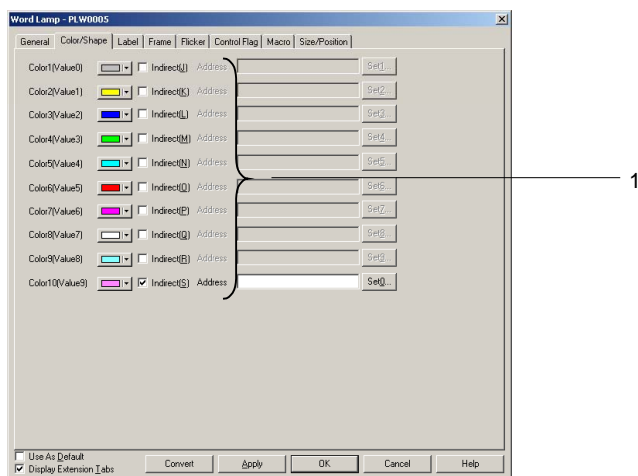 Word Lamp - PLW0005
General Color/Shape Label Frame Flicker Control Flag Macro Size/Position
Color1(Value0) Indirect(J) Address Set1...
Color2(Value1) Indirect(K) Address Set2...
Color3(Value2) Indirect(L) Address Set3...
Color4(Value3) Indirect(M) Address Set4...
Color5(Value4) Indirect(N) Address Set5...
Color6(Value5) Indirect(O) Address Set6...
1
Color7(Value6) Indirect(P) Address Set7...
Color8(Value7) Indirect(Q) Address Set8...
Color9(Value8) Indirect(R) Address Set9...
Color10(Value9) Indirect(S) Address Set0...
Use As Default
Display Extension Tabs Convert Apply OK Cancel Help